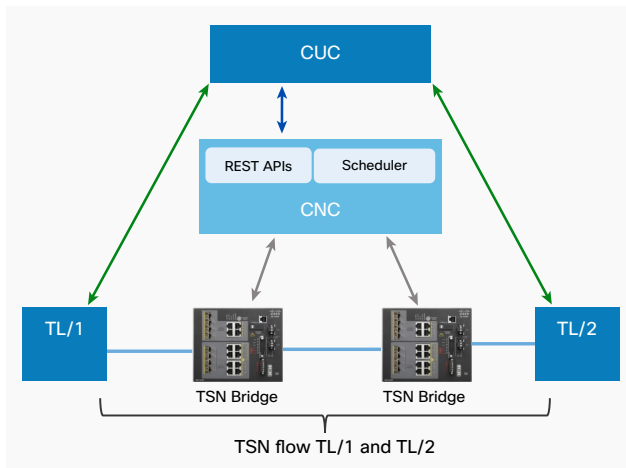 CUC
REST APIs Scheduler
CNC
TL/1 TL/2
TSN Bridge TSN Bridge
TSN flow TL/1 and TL/2